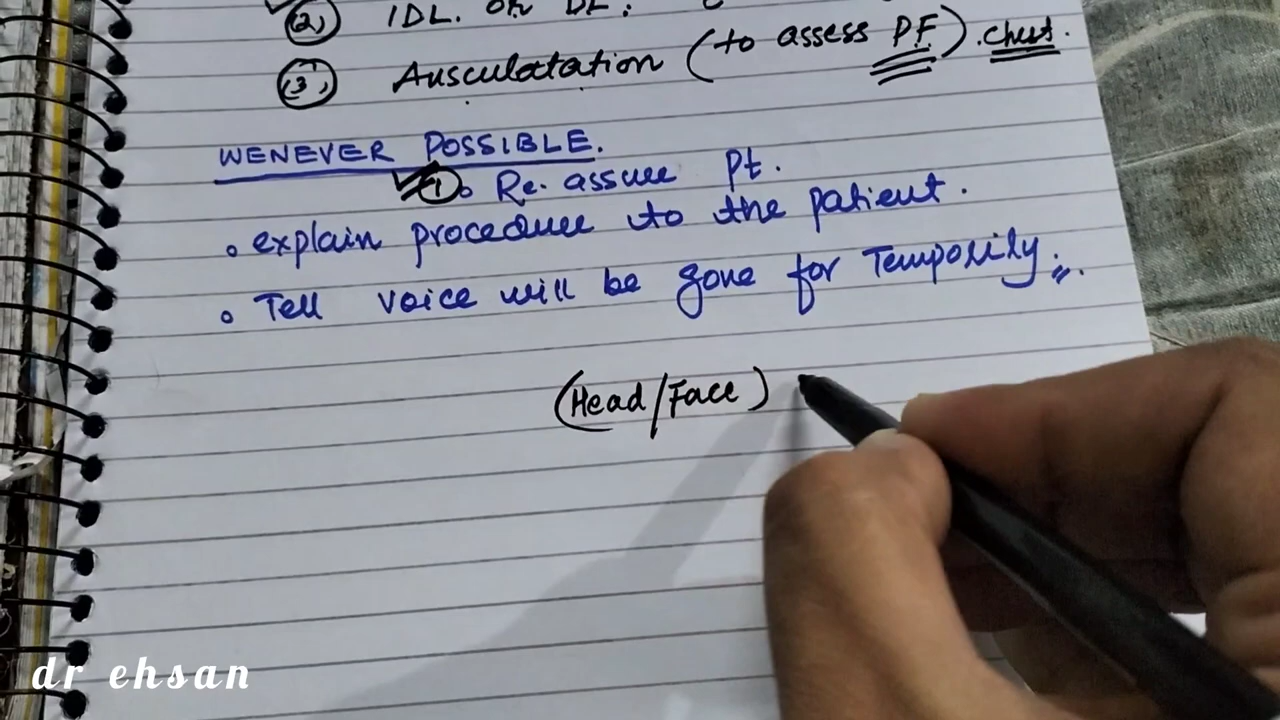 (2) IDL. or DL.
(3) Ausculatation (to assess PF) chest.
WENEVER POSSIBLE.
1. Re. assure Pt.
• explain procedure to the patient.
• Tell voice will be gone for Temporily.
(Head/Face)
dr ehsan